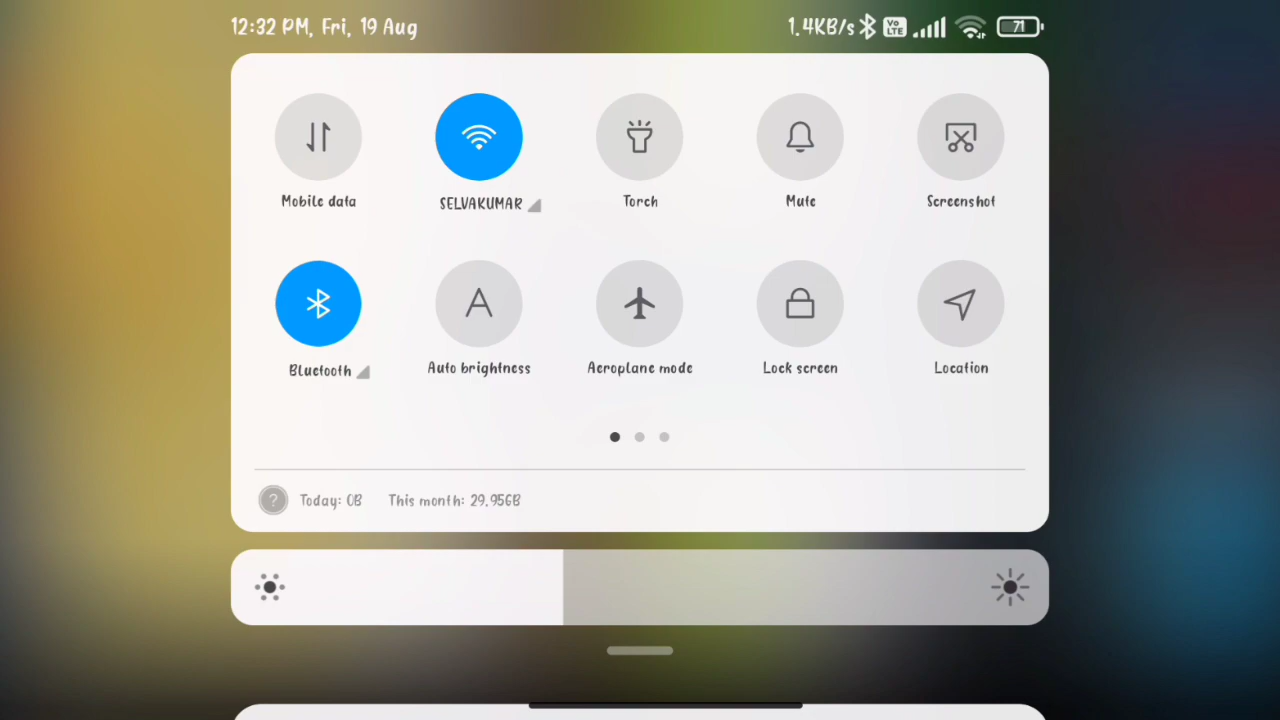 12:32 PM, Fri, 19 Aug 1.4KB/s Vo LTE 71
Mobile data SELVAKUMAR Torch Mute Screenshot
A
Bluetooth Auto brightness Aeroplane mode Lock screen Location
? Today: 0B This month: 29.95GB